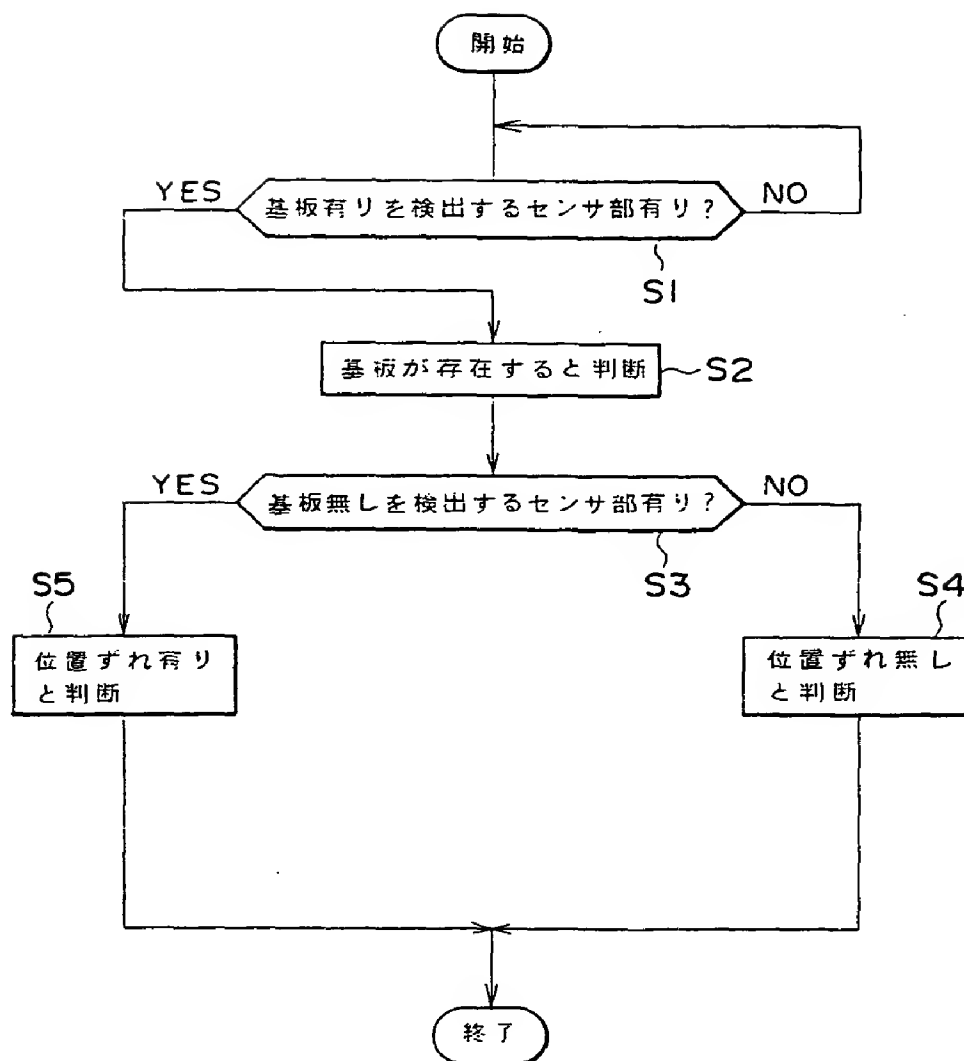 開始
YES
基板有りを検出するセンサ部有り?
NO
S1
基板が存在すると判断
S2
YES
基板無しを検出するセンサ部有り?
NO
S3
S5
位置ずれ有り
と判断
S4
位置ずれ無し
と判断
終了